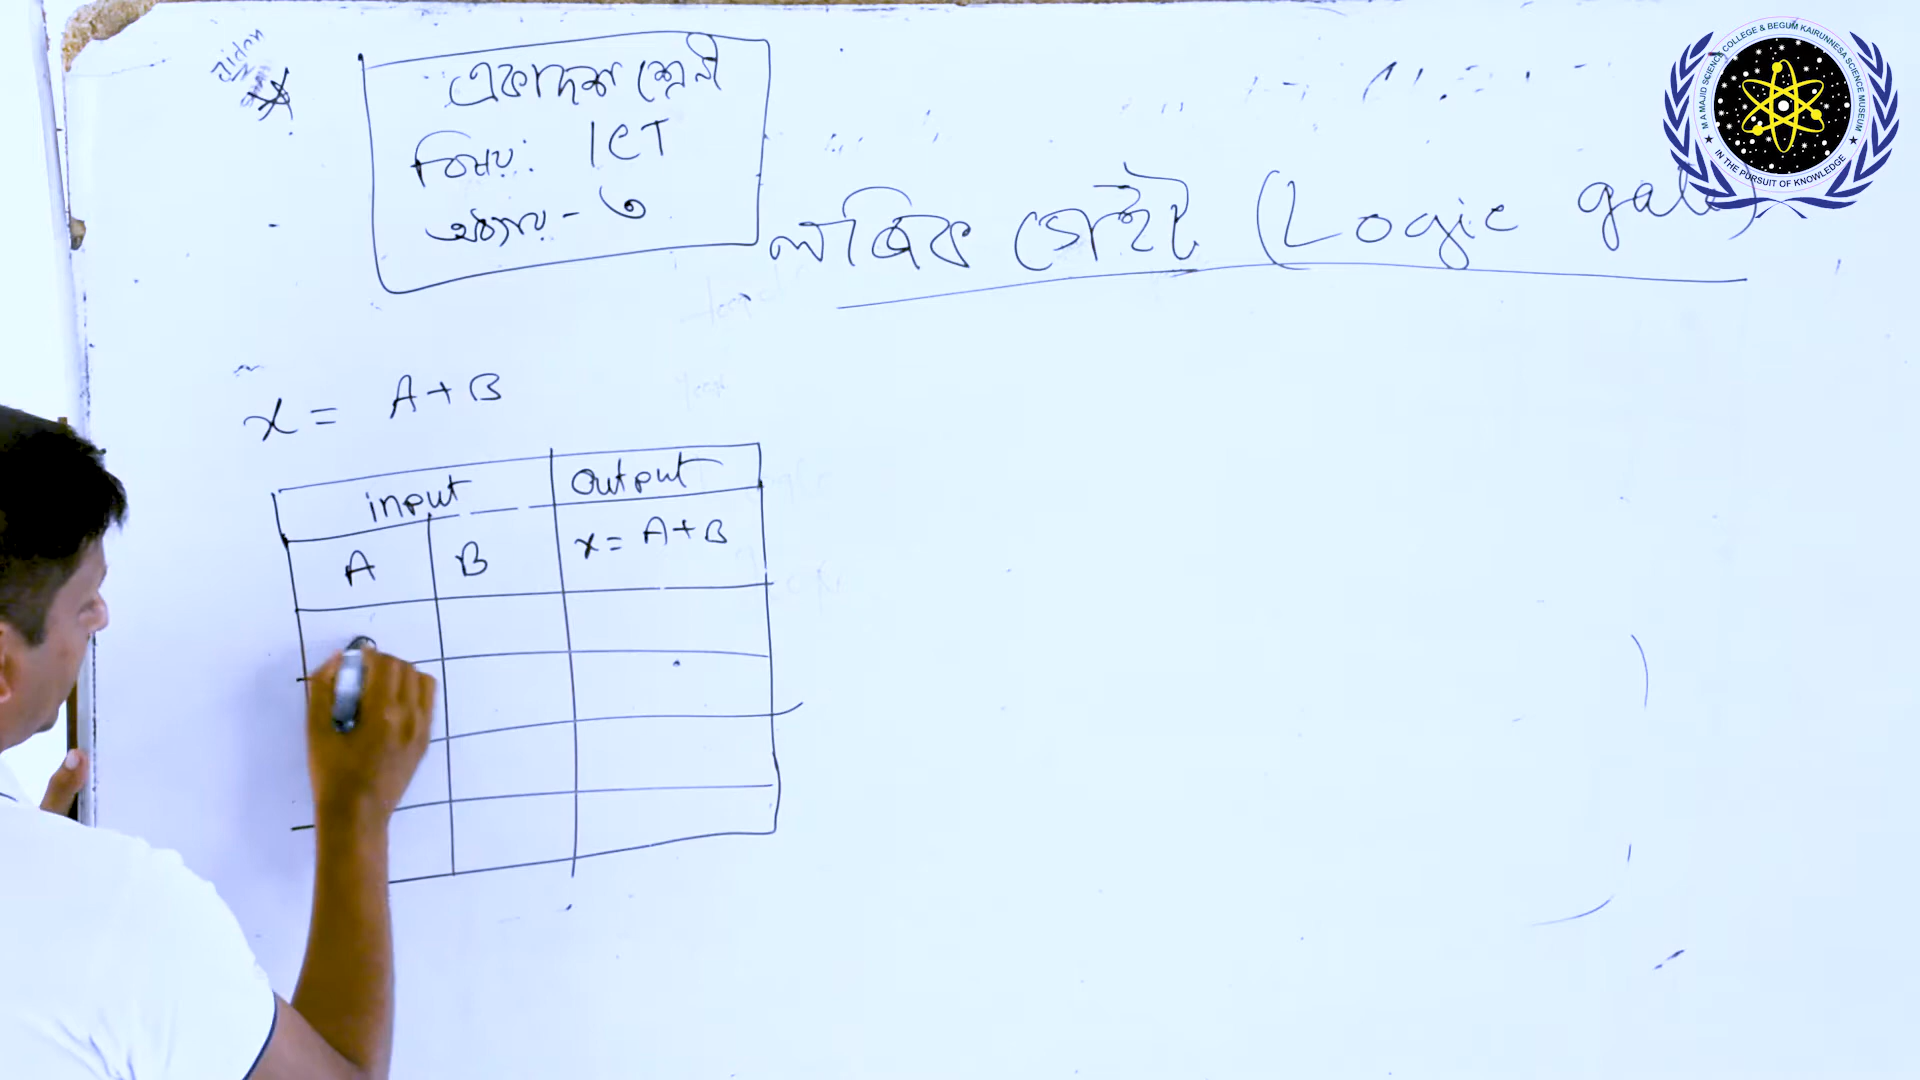 একাদশ শ্রেনী
বিষয়: ICT
অধ্যায় - ৩
লজিক গেইট (Logic gate)
x = A + B
input output
A B x = A + B
M A MAJID SCIENCE COLLEGE & BEGUM KAIRUNNESA SCIENCE MUSEUM
IN THE PURSUIT OF KNOWLEDGE